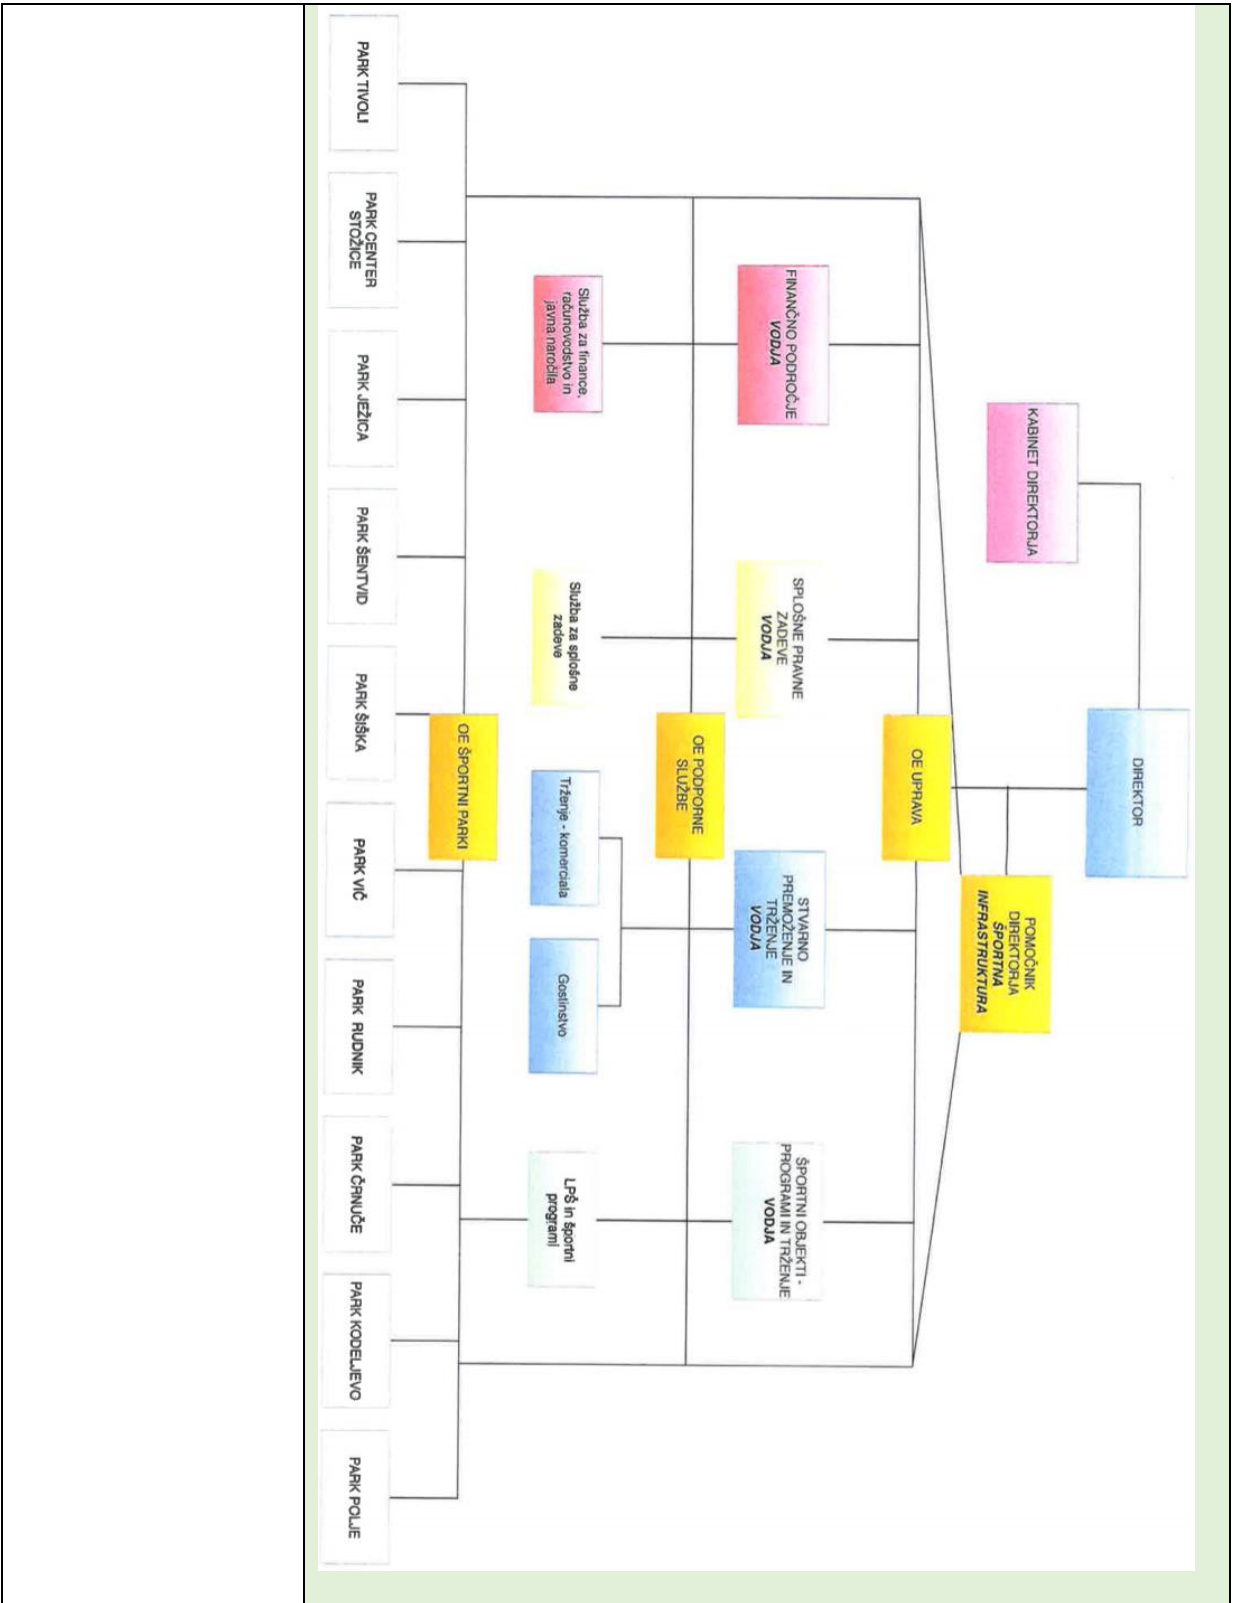 DIREKTOR
KABINET DIREKTORJA
POMOČNIK
DIREKTORJA
ŠPORTNA
INFRASTRUKTURA
OE UPRAVA
FINANČNO PODROČJE
VODJA
SPLOŠNE PRAVNE
ZADEVE
VODJA
STVARNO
PREMOŽENJE IN
TRŽENJE
VODJA
ŠPORTNI OBJEKTI -
PROGRAMI IN TRŽENJE
VODJA
OE PODPORNE
SLUŽBE
Služba za finance,
računovodstvo in
javna naročila
Služba za splošne
zadeve
Trženje - komerciala
Gostinstvo
LPŠ in športni
programi
OE ŠPORTNI PARKI
PARK TIVOLI
PARK CENTER
STOŽICE
PARK JEŽICA
PARK ŠENTVID
PARK ŠIŠKA
PARK VIČ
PARK RUDNIK
PARK ČRNUČE
PARK KODELJEVO
PARK POLJE